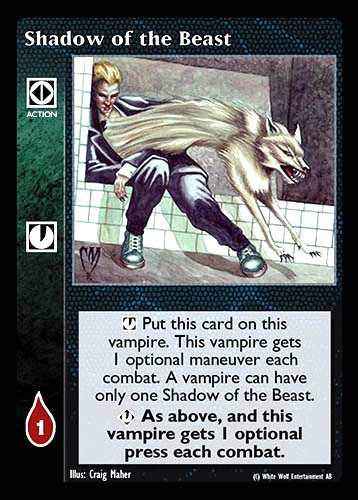 Shadow of the Beast
ACTION
CM
Put this card on this
vampire. This vampire gets
1 optional maneuver each
combat. A vampire can have
only one Shadow of the Beast.
As above, and this
vampire gets 1 optional
press each combat.
1
Illus: Craig Maher
(C) White Wolf Entertainment AB